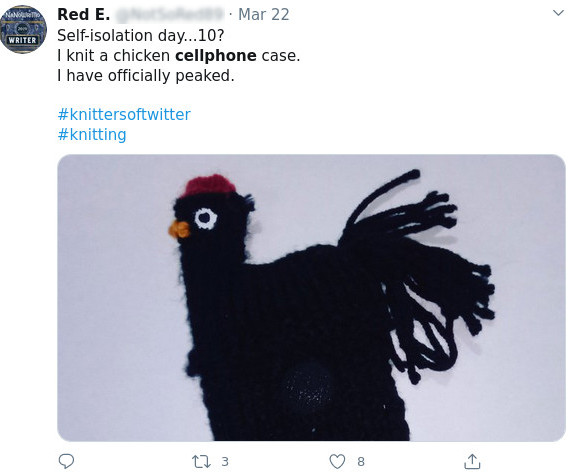 NaNoWriMo
WRITER
Red E. · Mar 22
Self-isolation day...10?
I knit a chicken cellphone case.
I have officially peaked.
#knittersoftwitter
#knitting
3
8